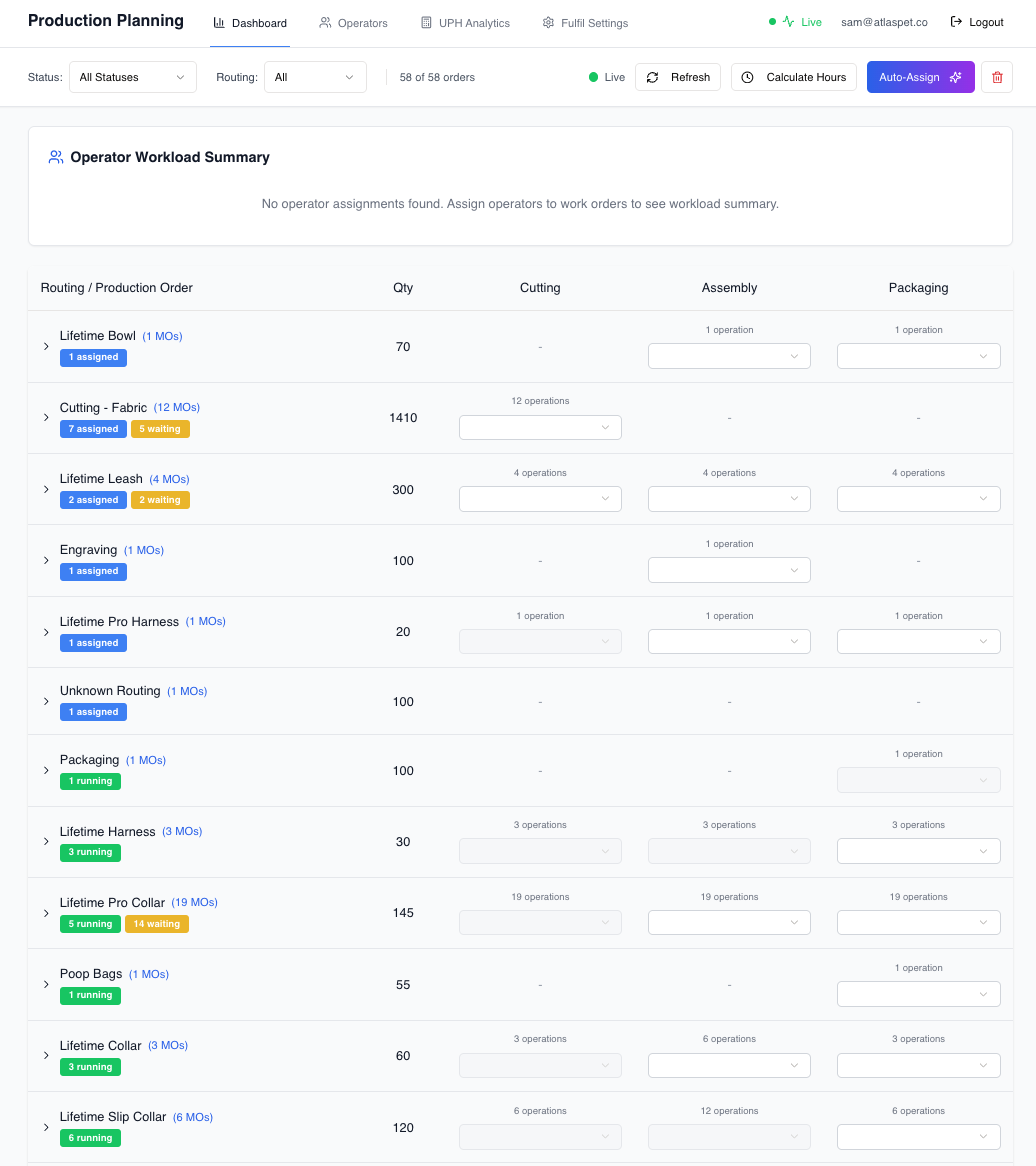 Production Planning Dashboard Operators UPH Analytics Fulfil Settings Live sam@atlaspet.co Logout
Status: All Statuses Routing: All 58 of 58 orders Live Refresh Calculate Hours Auto-Assign
Operator Workload Summary
No operator assignments found. Assign operators to work orders to see workload summary.
Routing / Production Order Qty Cutting Assembly Packaging
Lifetime Bowl (1 MOs) 70 - 1 operation 1 operation
1 assigned
Cutting - Fabric (12 MOs) 1410 12 operations - -
7 assigned 5 waiting
Lifetime Leash (4 MOs) 300 4 operations 4 operations 4 operations
2 assigned 2 waiting
Engraving (1 MOs) 100 - 1 operation -
1 assigned
Lifetime Pro Harness (1 MOs) 20 1 operation 1 operation 1 operation
1 assigned
Unknown Routing (1 MOs) 100 - - -
1 assigned
Packaging (1 MOs) 100 - - 1 operation
1 running
Lifetime Harness (3 MOs) 30 3 operations 3 operations 3 operations
3 running
Lifetime Pro Collar (19 MOs) 145 19 operations 19 operations 19 operations
5 running 14 waiting
Poop Bags (1 MOs) 55 - - 1 operation
1 running
Lifetime Collar (3 MOs) 60 3 operations 6 operations 3 operations
3 running
Lifetime Slip Collar (6 MOs) 120 6 operations 12 operations 6 operations
6 running